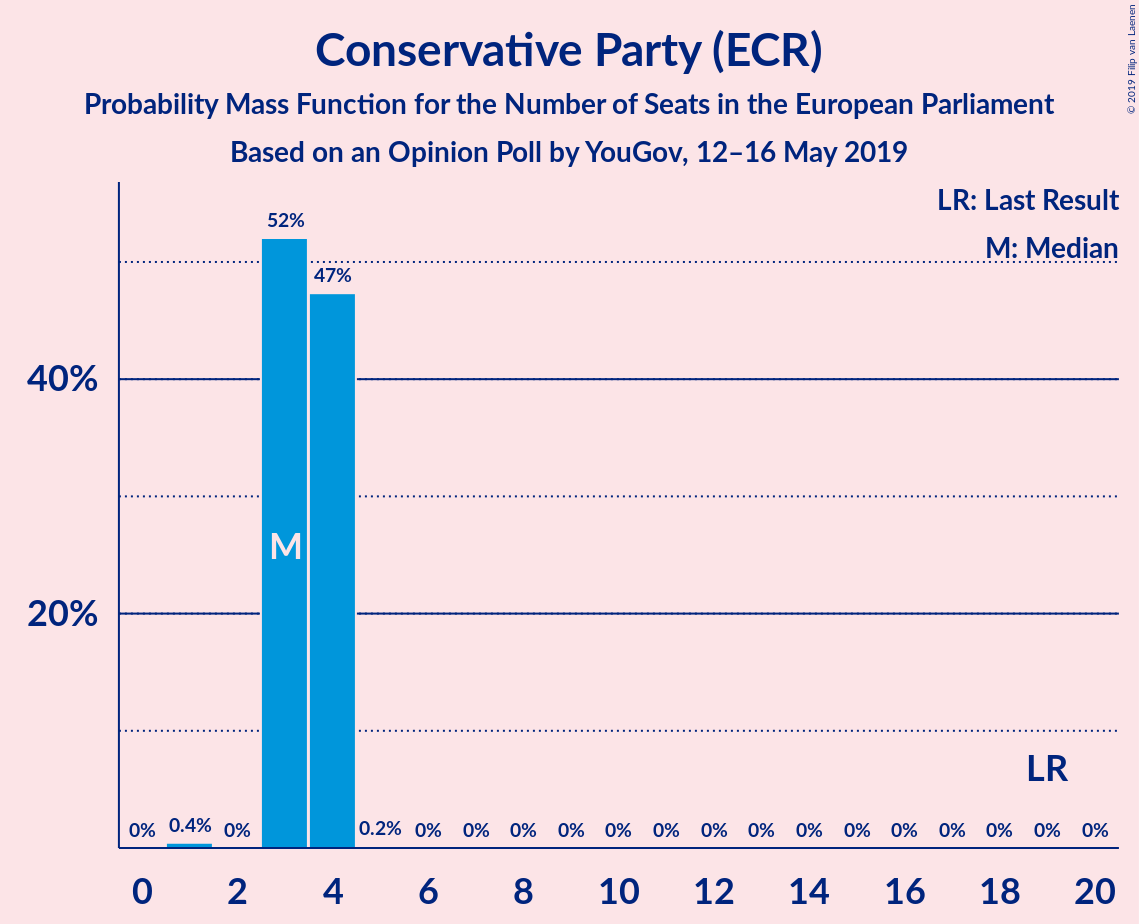 Conservative Party (ECR)
Probability Mass Function for the Number of Seats in the European Parliament
Based on an Opinion Poll by YouGov, 12–16 May 2019
© 2019 Filip van Laenen
LR: Last Result
M: Median
52%
47%
40%
M
20%
LR
0% 0.4% 0% 0.2% 0% 0% 0% 0% 0% 0% 0% 0% 0% 0% 0% 0% 0% 0% 0%
0 2 4 6 8 10 12 14 16 18 20